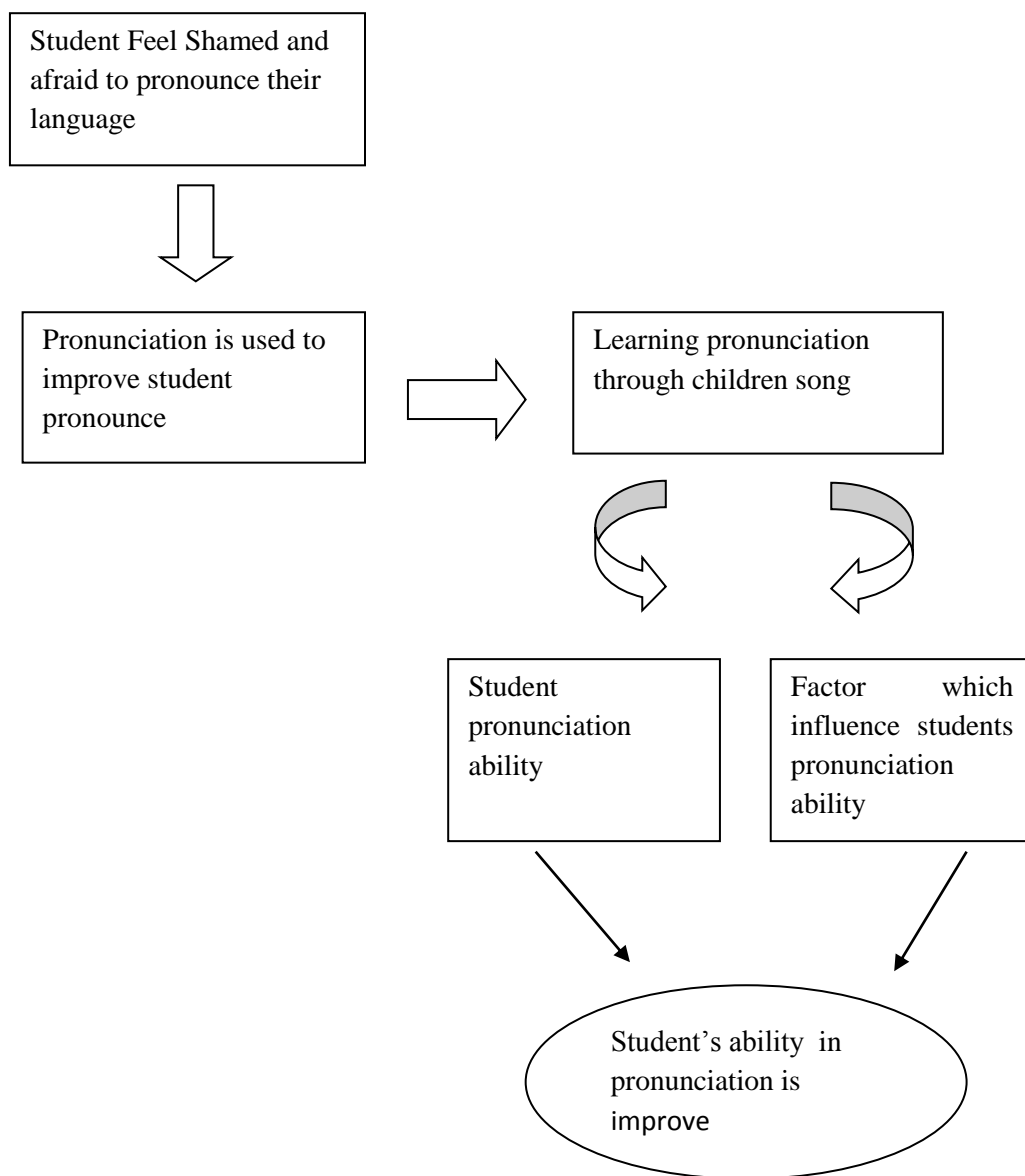 Student Feel Shamed and
afraid to pronounce their
language
Pronunciation is used to
improve student
pronounce
Learning pronunciation
through children song
Student
pronunciation
ability
Factor which
influence students
pronunciation
ability
Student’s ability in
pronunciation is
improve